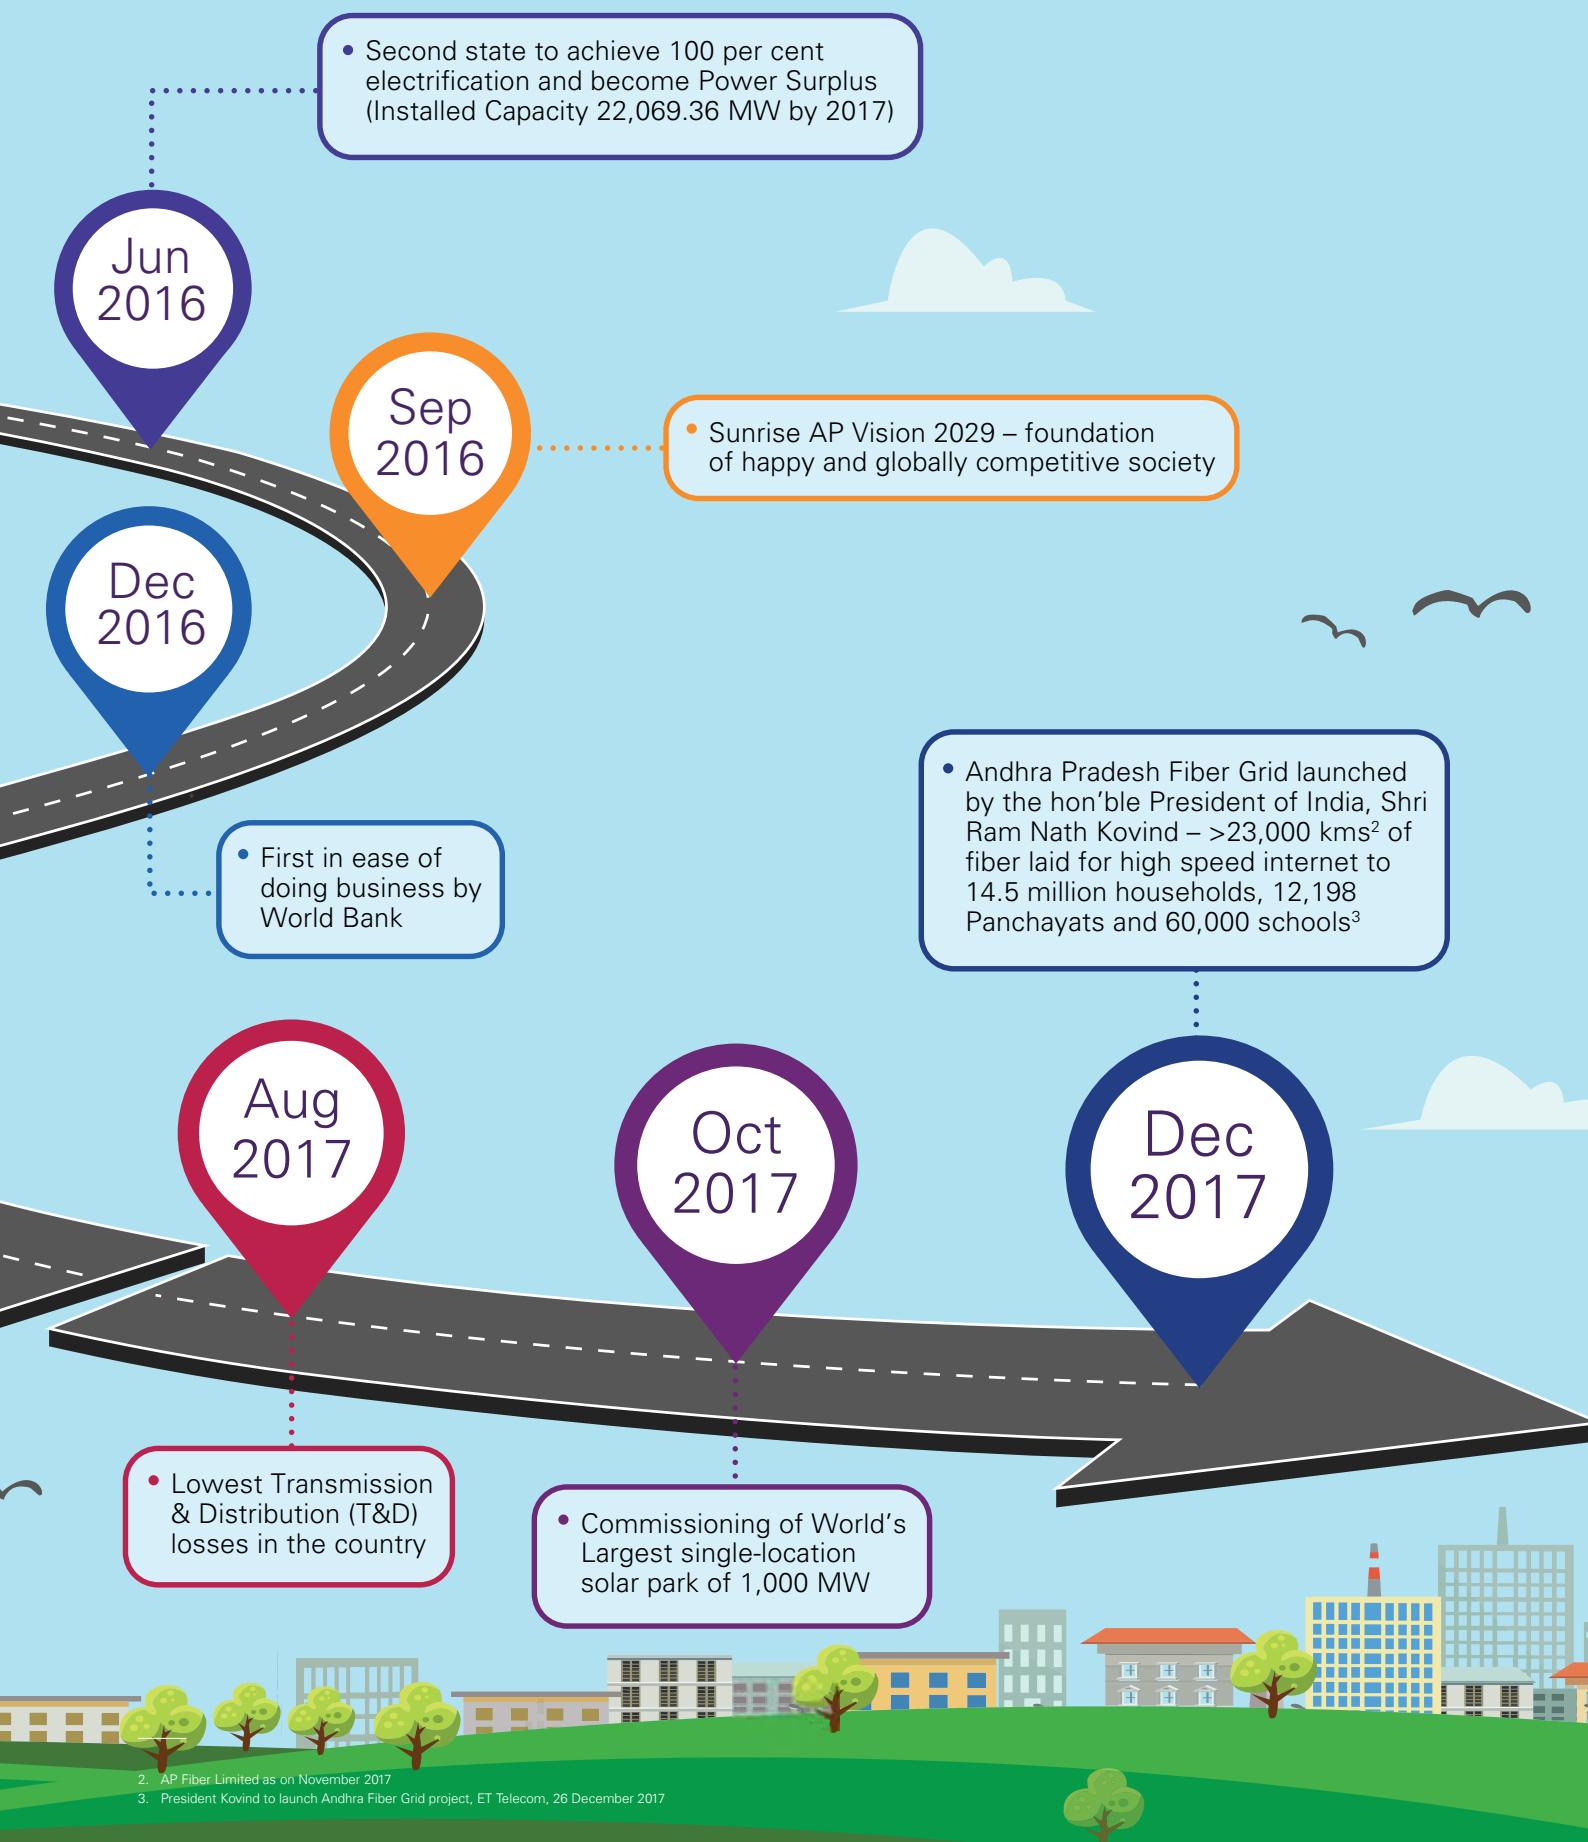 • Second state to achieve 100 per cent
electrification and become Power Surplus
(Installed Capacity 22,069.36 MW by 2017)
Jun
2016
Sep
2016
• Sunrise AP Vision 2029 – foundation
of happy and globally competitive society
Dec
2016
• First in ease of
doing business by
World Bank
• Andhra Pradesh Fiber Grid launched
by the hon’ble President of India, Shri
Ram Nath Kovind – >23,000 kms² of
fiber laid for high speed internet to
14.5 million households, 12,198
Panchayats and 60,000 schools³
Aug
2017
Oct
2017
Dec
2017
• Lowest Transmission
& Distribution (T&D)
losses in the country
• Commissioning of World’s
Largest single-location
solar park of 1,000 MW
2. AP Fiber Limited as on November 2017
3. President Kovind to launch Andhra Fiber Grid project, ET Telecom, 26 December 2017